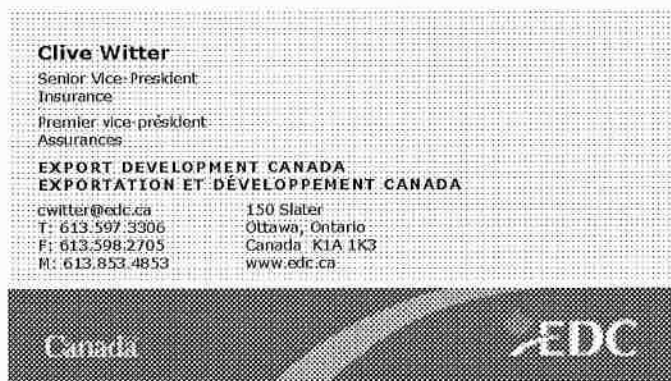 Clive Witter
Senior Vice-President
Insurance
Premier vice-président
Assurances
EXPORT DEVELOPMENT CANADA
EXPORTATION ET DÉVELOPPEMENT CANADA
cwitter@edc.ca
T: 613.597.3306
F: 613.598.2705
M: 613.853.4853
150 Slater
Ottawa, Ontario
Canada K1A 1K3
www.edc.ca
Canada
EDC